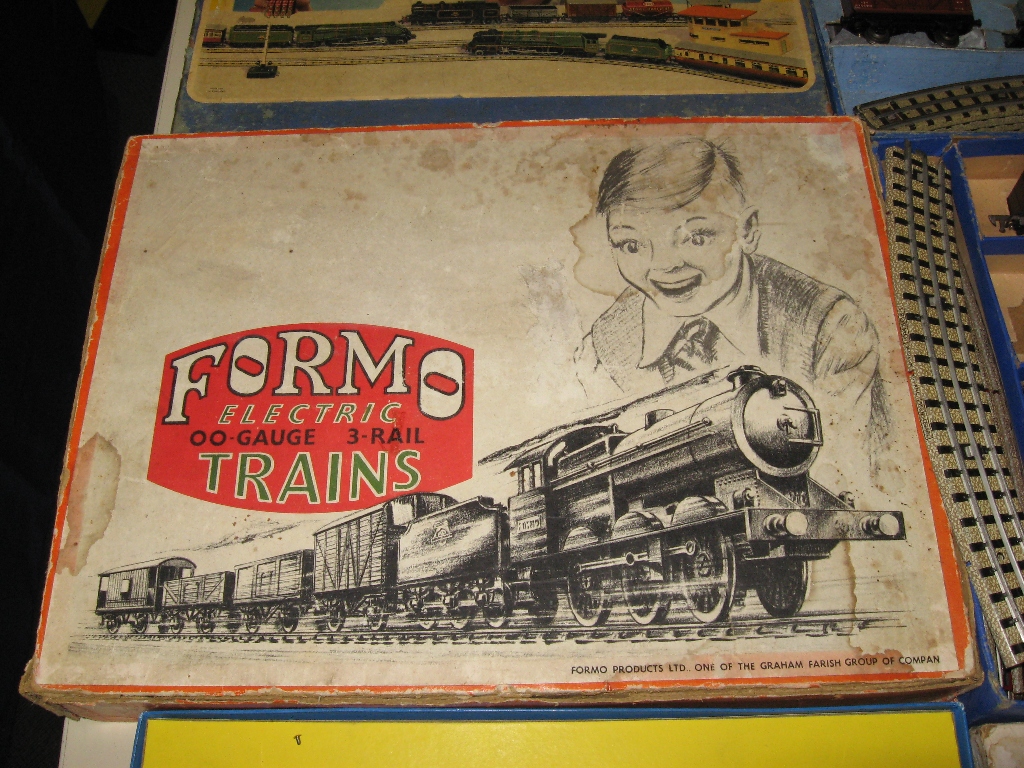 FORMO
ELECTRIC
OO-GAUGE 3-RAIL
TRAINS
FORMO PRODUCTS LTD., ONE OF THE GRAHAM FARISH GROUP OF COMPAN